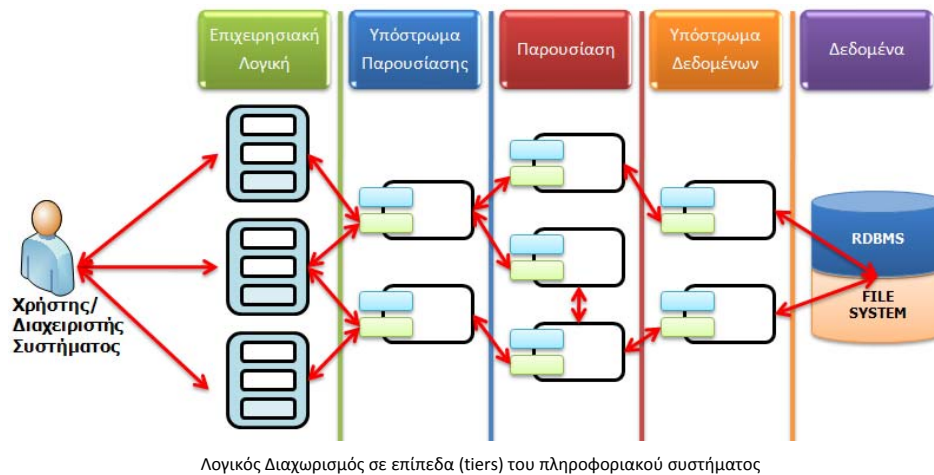 Επιχειρησιακή
Λογική
Υπόστρωμα
Παρουσίασης
Παρουσίαση
Υπόστρωμα
Δεδομένων
Δεδομένα
Χρήστης/
Διαχειριστής
Συστήματος
RDBMS
FILE
SYSTEM
Λογικός Διαχωρισμός σε επίπεδα (tiers) του πληροφοριακού συστήματος